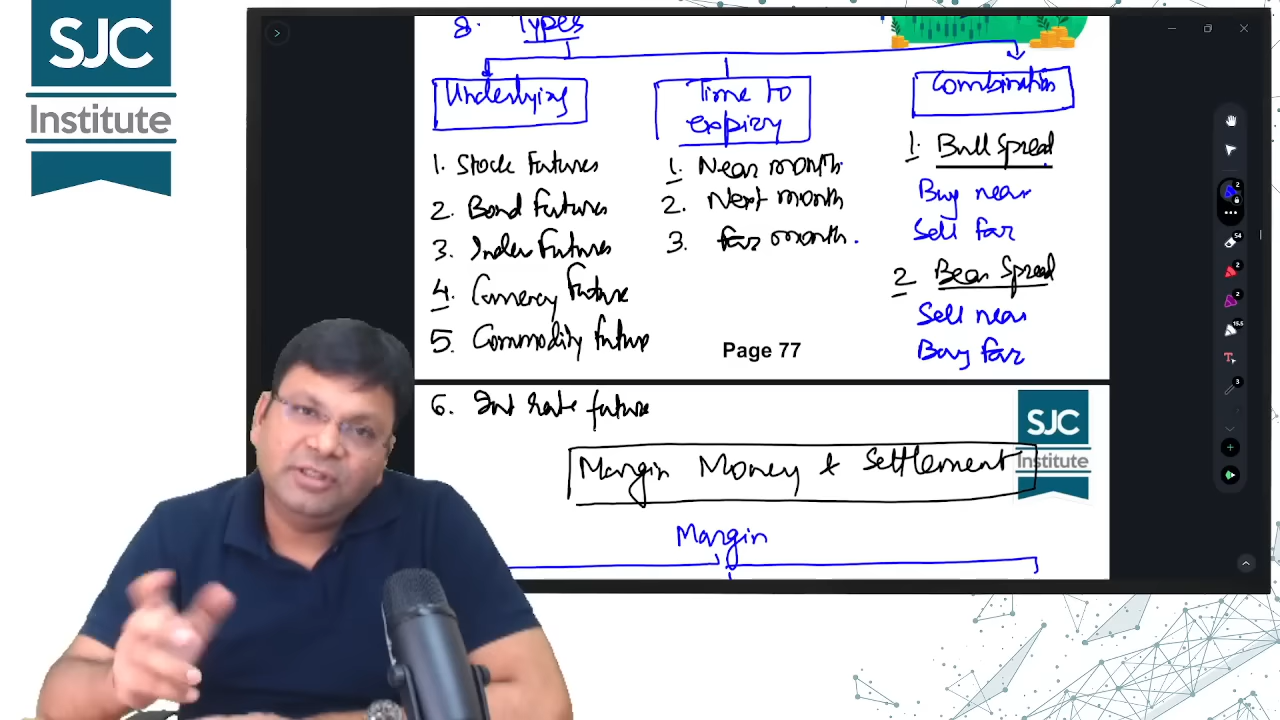 SJC
Institute
8. Types
Underlying
1. Stock Futures
2. Bond Futures
3. Index Futures
4. Currency Future
5. Commodity future
Time to
expiry
1. Near month
2. Next month
3. far month.
Combination
1. Bull Spread
Buy near
Sell far
2 Bear Spread
Sell near
Buy far
Page 77
6. Int Rate future
SJC
Institute
Margin Money & Settlement
Margin